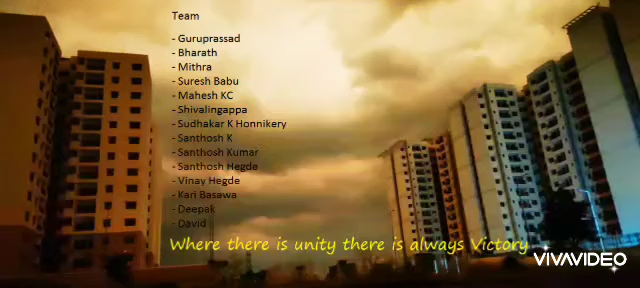 Team
- Guruprassad
- Bharath
- Mithra
- Suresh Babu
- Mahesh KC
- Shivalingappa
- Sudhakar K Honnikery
- Santhosh K
- Santhosh Kumar
- Santhosh Hegde
- Vinay Hegde
- Kari Basawa
- Deepak
- David
Where there is unity there is always Victory
VIVAVIDEO